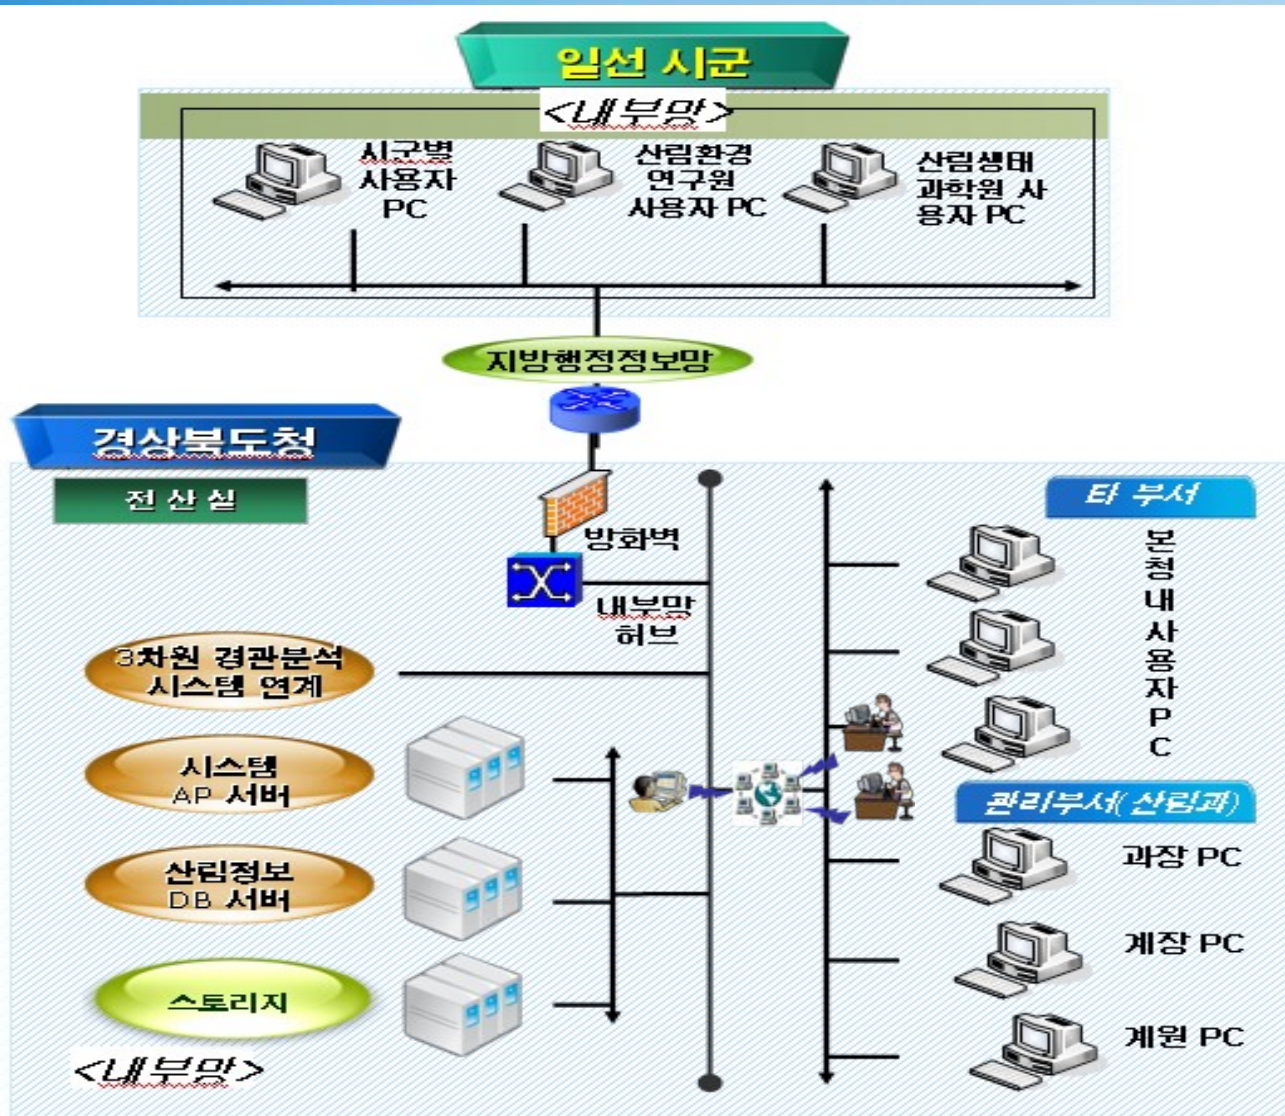 일선 시군
<내부망>
시군별
사용자
PC
산림환경
연구원
사용자 PC
산림생태
과학원 사
용자 PC
지방행정정보망
경상북도청
전 산 실
방화벽
내부망
허브
3차원 경관분석
시스템 연계
시스템
AP 서버
산림정보
DB 서버
스토리지
<내부망>
타 부서
본
청
내
사
용
자
P
C
관리부서(산림과)
과장 PC
계장 PC
계원 PC